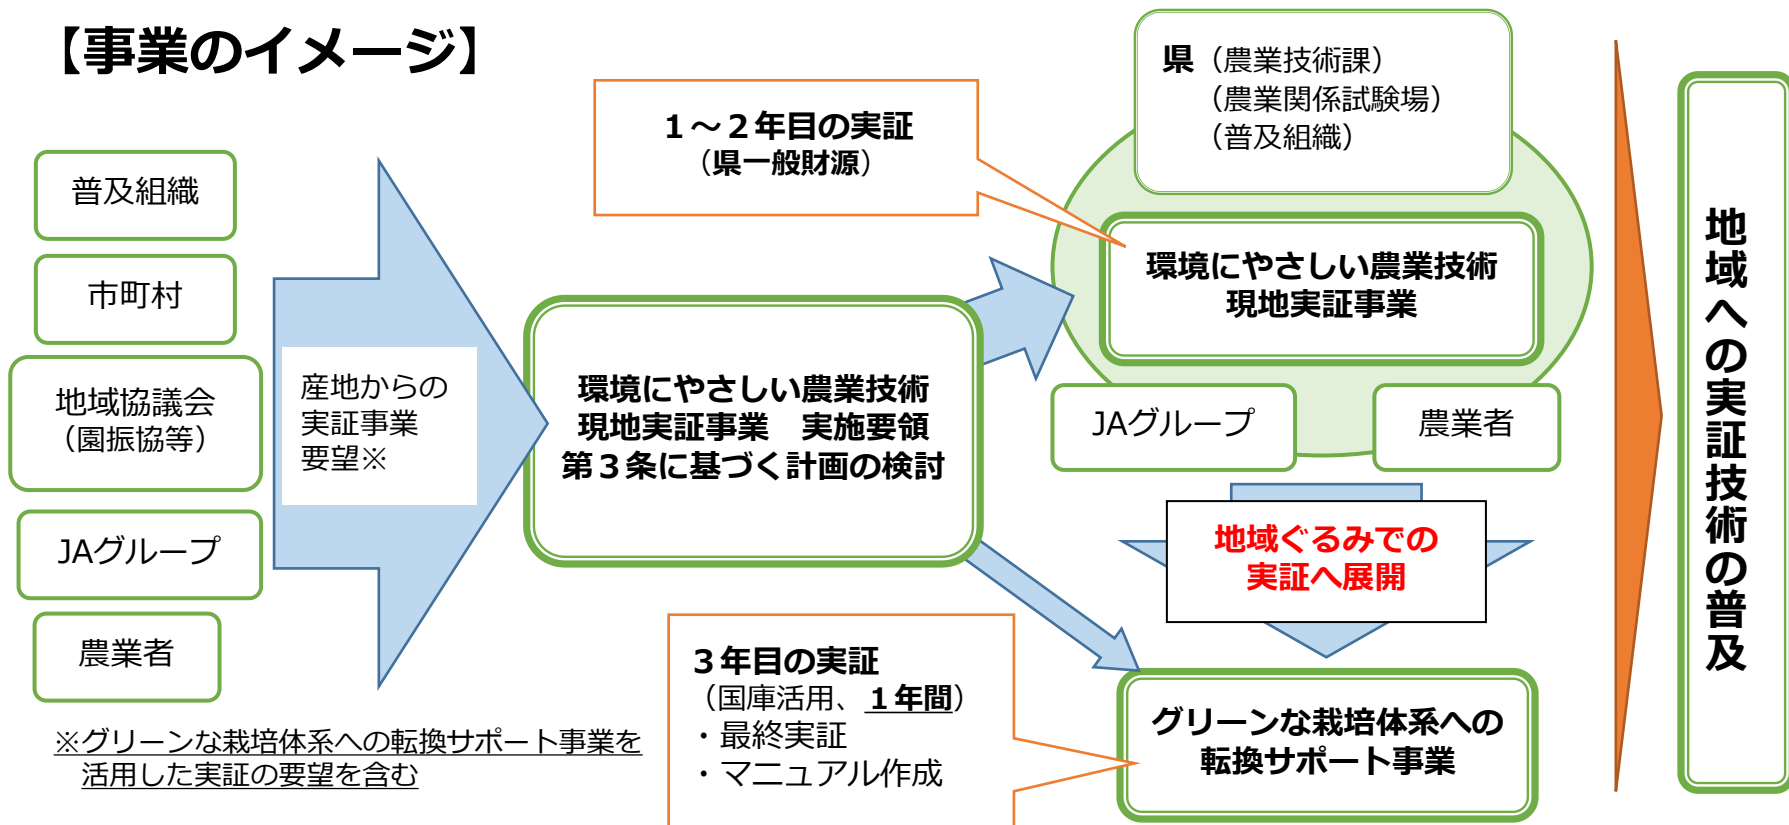 【事業のイメージ】
普及組織
市町村
地域協議会
（園振協等）
JAグループ
農業者
産地からの
実証事業
要望※
※グリーンな栽培体系への転換サポート事業を
活用した実証の要望を含む
環境にやさしい農業技術
現地実証事業　実施要領
第３条に基づく計画の検討
１～２年目の実証
（県一般財源）
県（農業技術課）
（農業関係試験場）
（普及組織）
環境にやさしい農業技術
現地実証事業
JAグループ
農業者
地域ぐるみでの
実証へ展開
３年目の実証
（国庫活用、１年間）
・最終実証
・マニュアル作成
グリーンな栽培体系への
転換サポート事業
地域への実証技術の普及